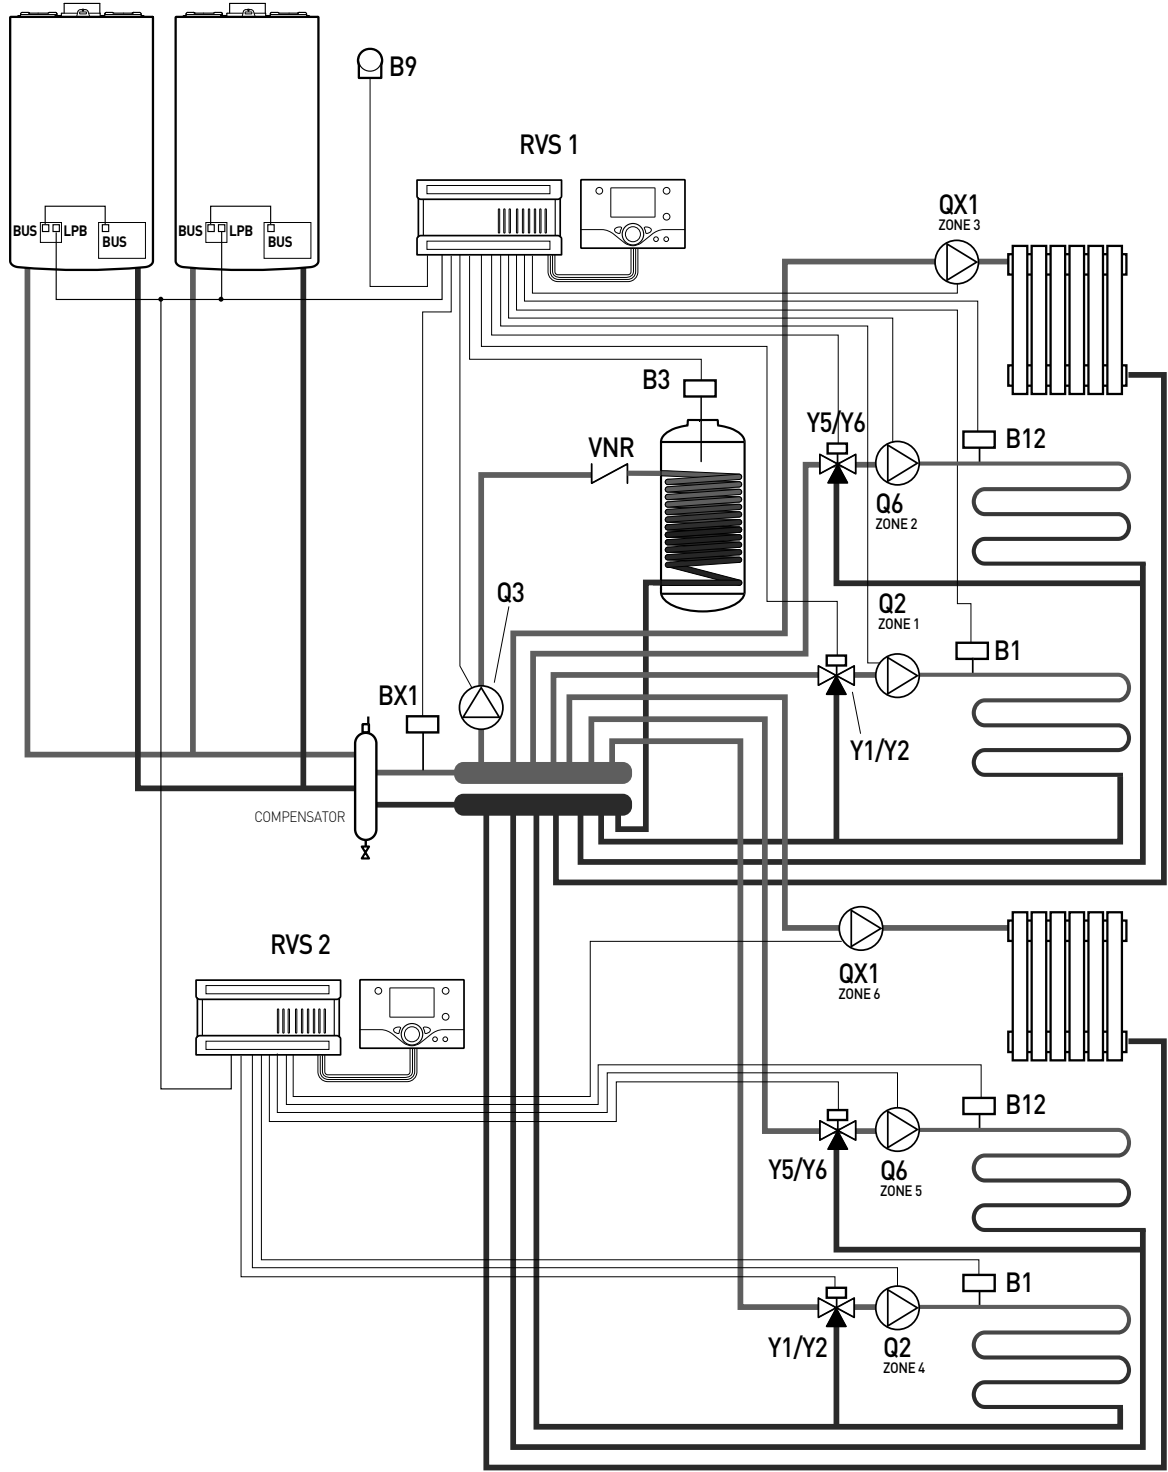 B9
RVS 1
QX1
ZONE 3
BUS LPB
BUS
BUS LPB
BUS
B3
Y5/Y6
B12
VNR
Q6
ZONE 2
Q3
Q2
ZONE 1
B1
BX1
Y1/Y2
COMPENSATOR
RVS 2
QX1
ZONE 6
B12
Y5/Y6
Q6
ZONE 5
B1
Y1/Y2
Q2
ZONE 4